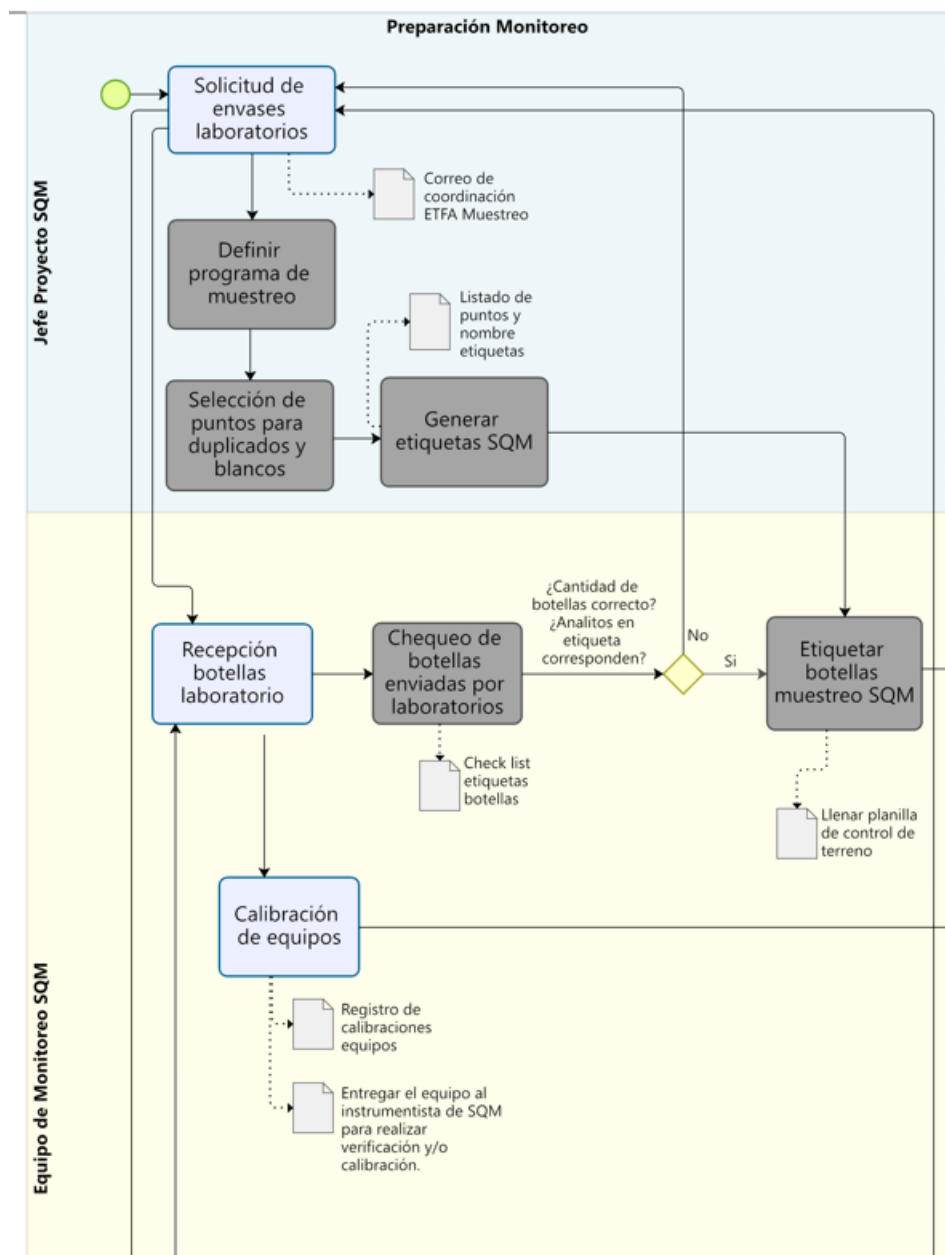 Preparación Monitoreo
Jefe Proyecto SQM
Solicitud de
envases
laboratorios
Correo de
coordinación
ETFA Muestreo
Definir
programa de
muestreo
Listado de
puntos y
nombre
etiquetas
Selección de
puntos para
duplicados y
blancos
Generar
etiquetas SQM
Equipo de Monitoreo SQM
Recepción
botellas
laboratorio
Chequeo de
botellas
enviadas por
laboratorios
¿Cantidad de
botellas correcto?
¿Analitos en
etiqueta
corresponden?
No
Si
Etiquetar
botellas
muestreo SQM
Check list
etiquetas
botellas
Llenar planilla
de control de
terreno
Calibración
de equipos
Registro de
calibraciones
equipos
Entregar el equipo al
instrumentista de SQM
para realizar
verificación y/o
calibración.